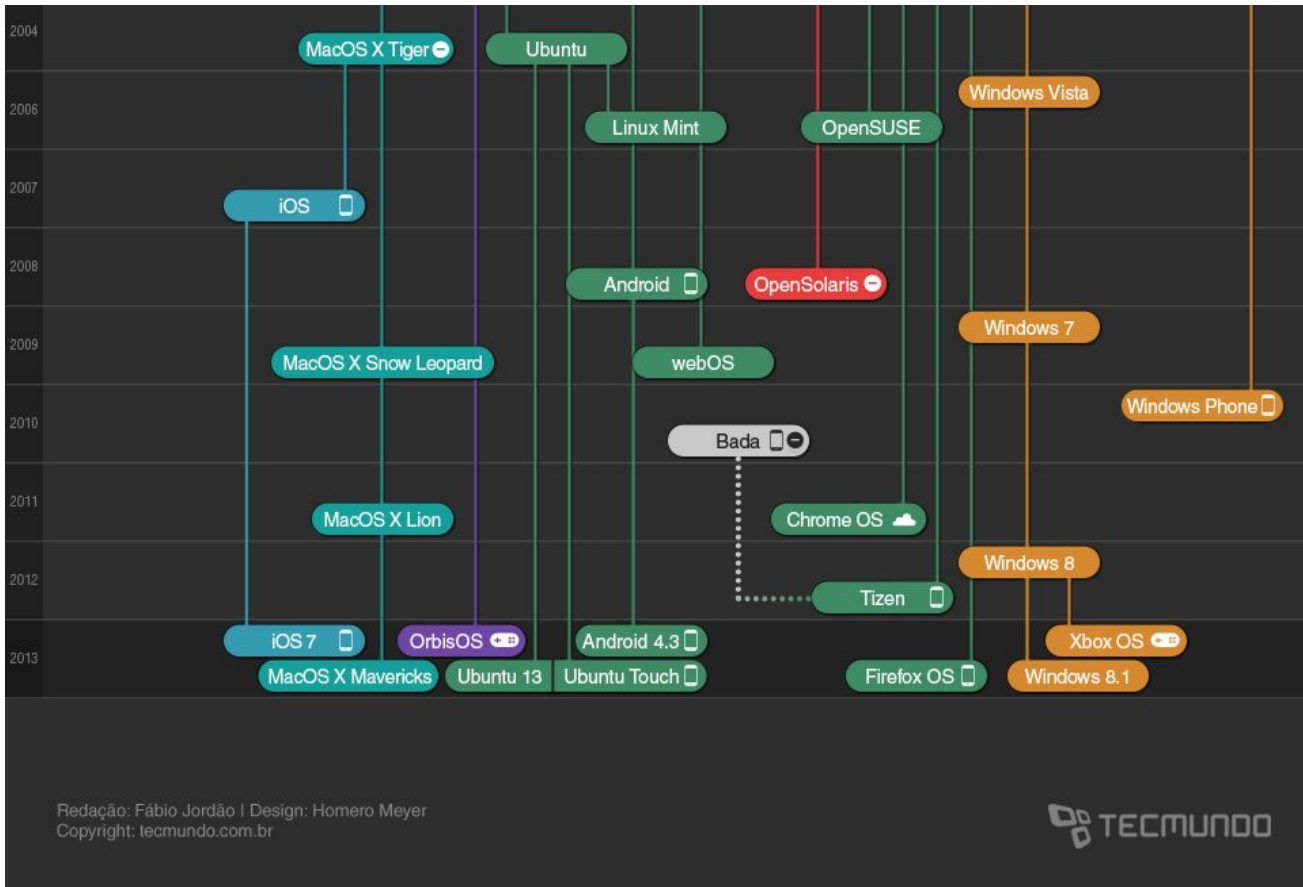 2004
MacOS X Tiger
Ubuntu
Windows Vista
2006
Linux Mint
OpenSUSE
2007
iOS
2008
Android
OpenSolaris
Windows 7
2009
MacOS X Snow Leopard
webOS
Windows Phone
2010
Bada
2011
MacOS X Lion
Chrome OS
Windows 8
2012
Tizen
2013
iOS 7
OrbisOS
Android 4.3
Xbox OS
MacOS X Mavericks
Ubuntu 13
Ubuntu Touch
Firefox OS
Windows 8.1
Redação: Fábio Jordão | Design: Homero Meyer
Copyright: tecmundo.com.br
TECMUNDO